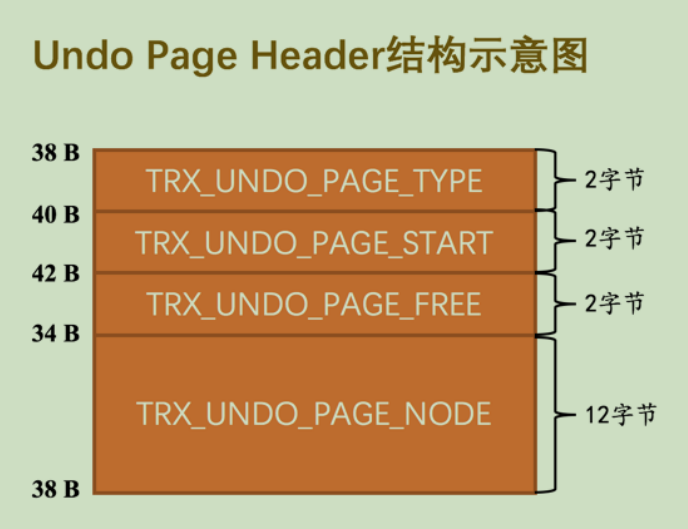 Undo Page Header结构示意图
38 B
TRX_UNDO_PAGE_TYPE
2字节
40 B
TRX_UNDO_PAGE_START
2字节
42 B
TRX_UNDO_PAGE_FREE
2字节
34 B
TRX_UNDO_PAGE_NODE
12字节
38 B